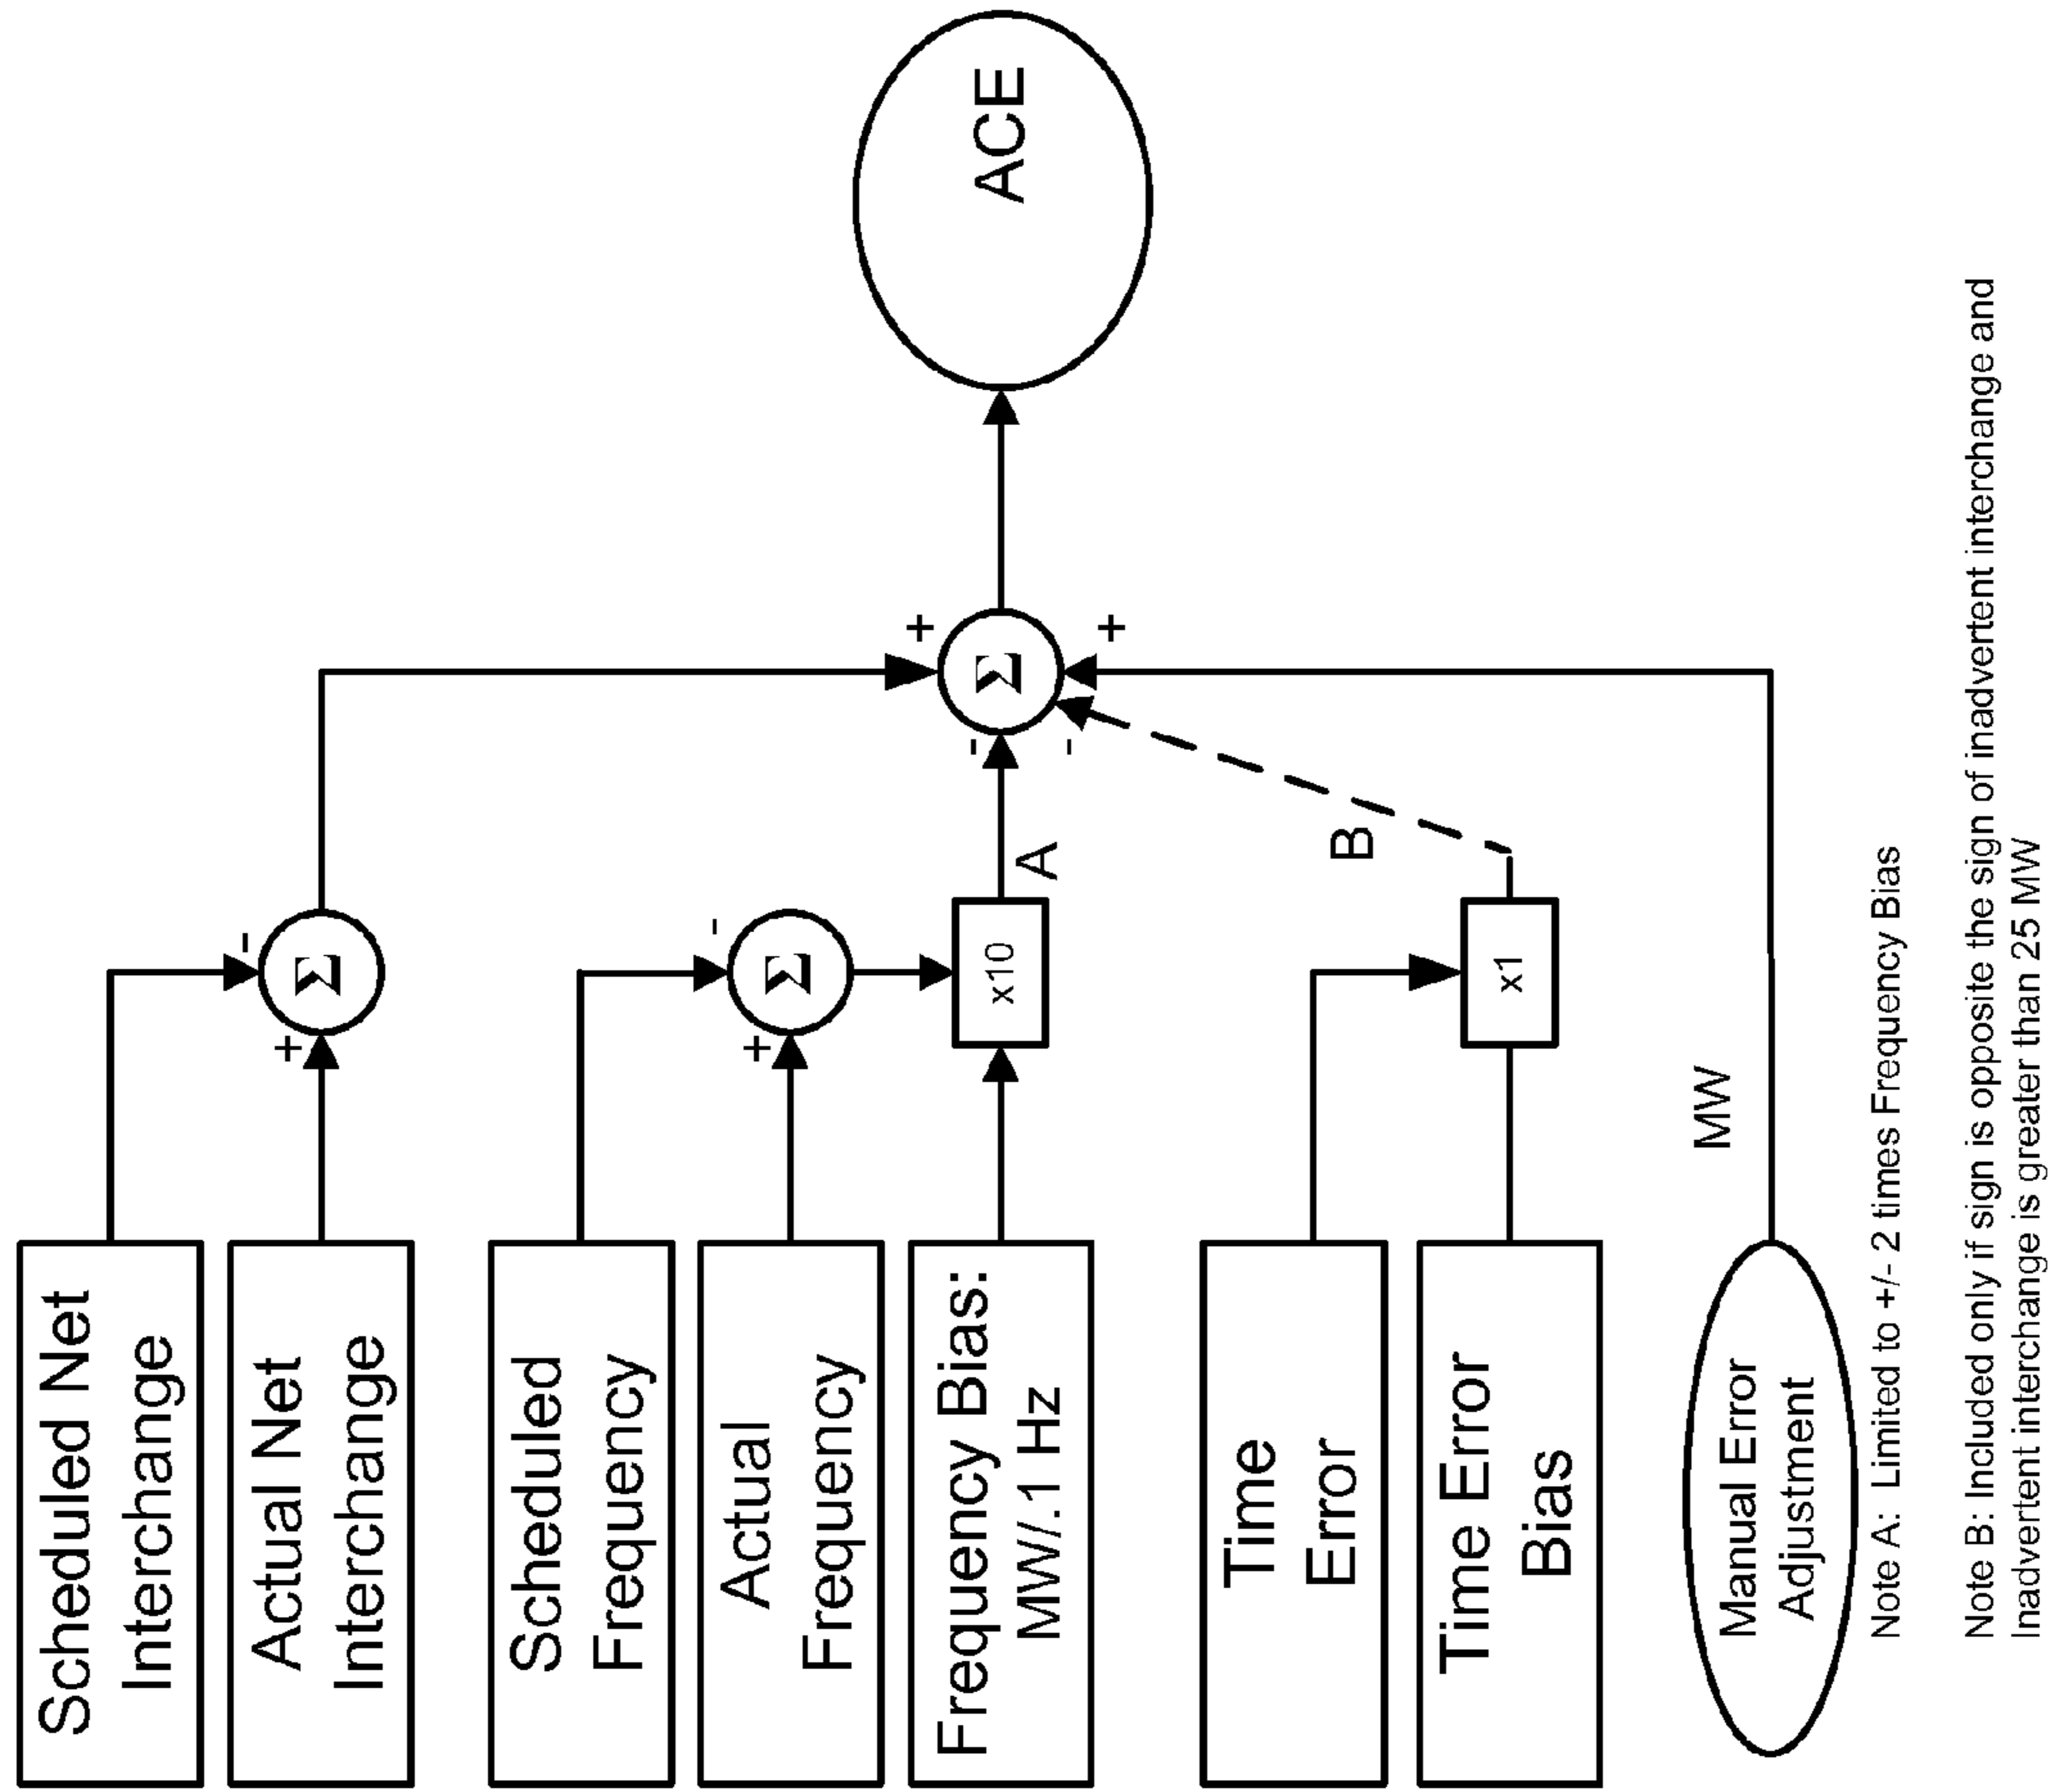 Scheduled Net
Interchange
-
Σ
+
Actual Net
Interchange
Scheduled
Frequency
-
Σ
+
Actual
Frequency
Frequency Bias:
MW/.1 Hz
x10
A
-
+
Σ
-
+
ACE
Time
Error
Time Error
Bias
x1
B
Manual Error
Adjustment
MW
Note A: Limited to +/- 2 times Frequency Bias
Note B: Included only if sign is opposite the sign of inadvertent interchange and
Inadvertent interchange is greater than 25 MW